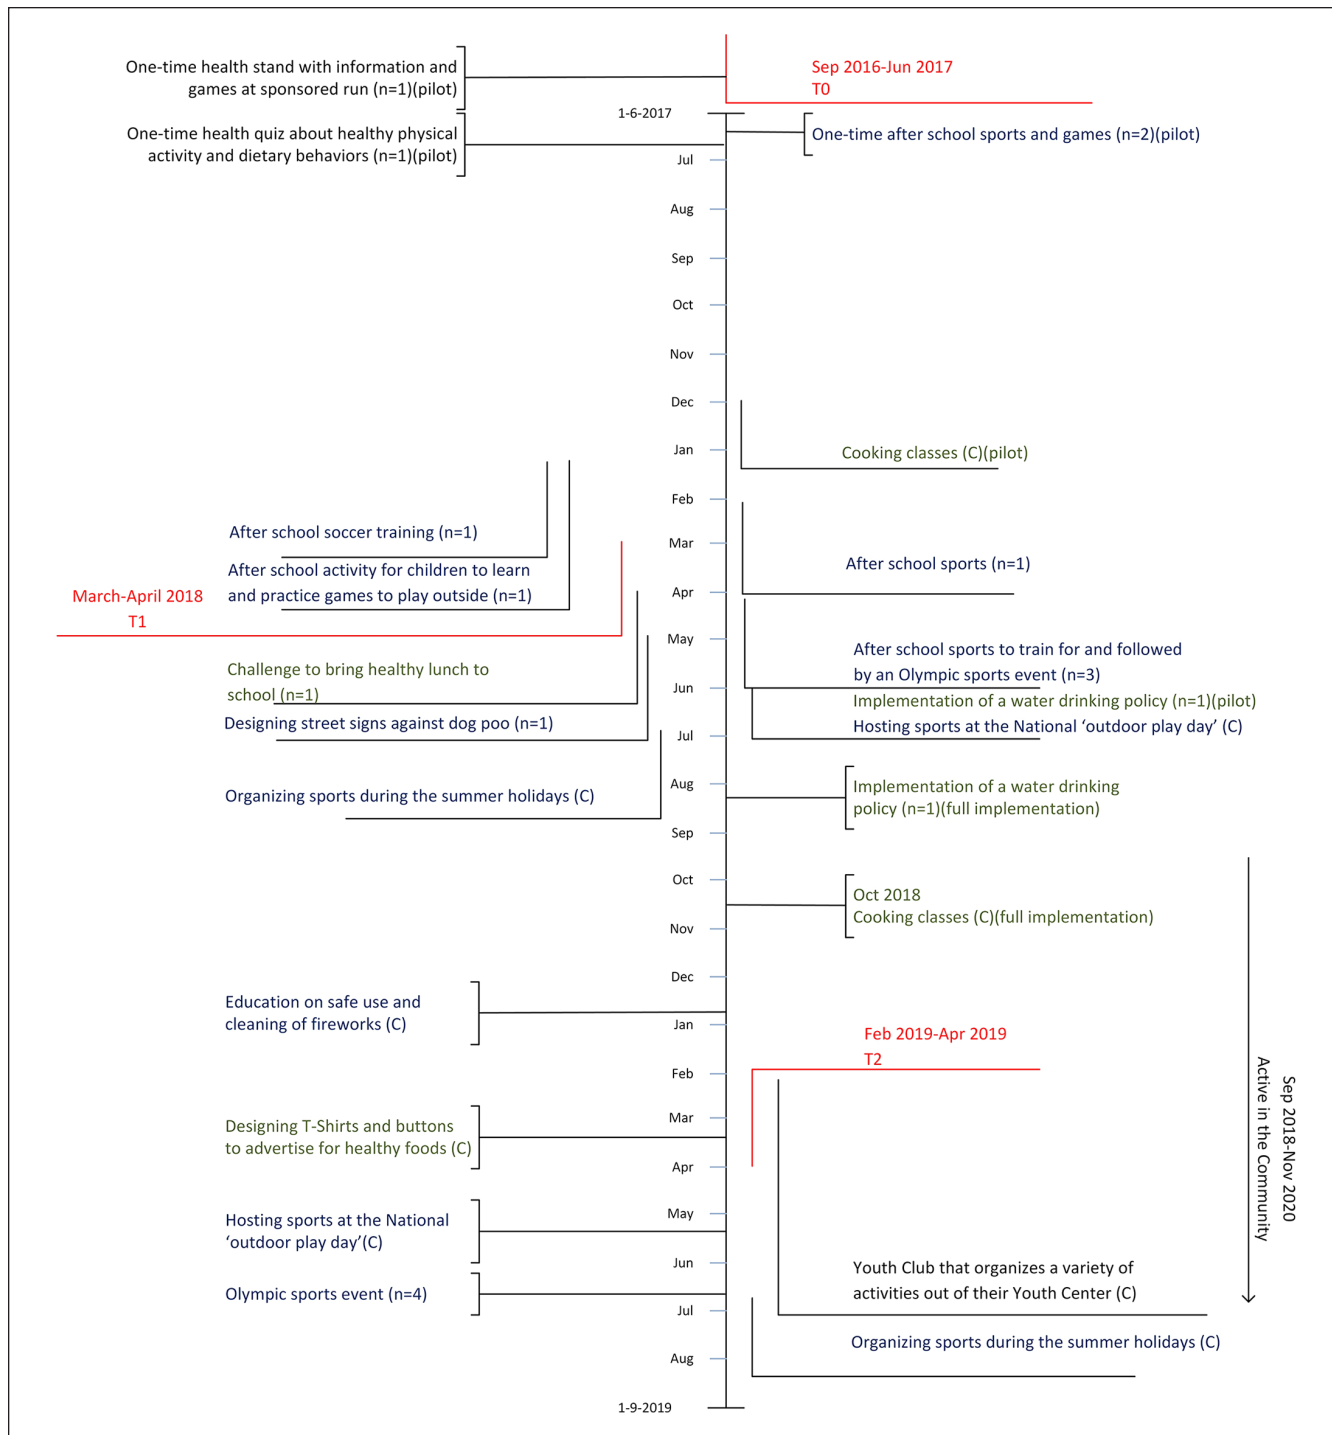 One-time health stand with information and
games at sponsored run (n=1)(pilot)
Sep 2016-Jun 2017
T0
1-6-2017
One-time health quiz about healthy physical
activity and dietary behaviors (n=1)(pilot)
One-time after school sports and games (n=2)(pilot)
Jul
Aug
Sep
Oct
Nov
Dec
Jan
Cooking classes (C)(pilot)
Feb
After school soccer training (n=1)
Mar
After school activity for children to learn
and practice games to play outside (n=1)
After school sports (n=1)
March-April 2018
T1
Apr
May
After school sports to train for and followed
by an Olympic sports event (n=3)
Challenge to bring healthy lunch to
school (n=1)
Jun
Implementation of a water drinking policy (n=1)(pilot)
Designing street signs against dog poo (n=1)
Hosting sports at the National ‘outdoor play day’ (C)
Jul
Organizing sports during the summer holidays (C)
Aug
Implementation of a water drinking
policy (n=1)(full implementation)
Sep
Oct
Oct 2018
Cooking classes (C)(full implementation)
Nov
Dec
Education on safe use and
cleaning of fireworks (C)
Jan
Feb 2019-Apr 2019
T2
Feb
Sep 2018-Nov 2020
Active in the Community
Mar
Designing T-Shirts and buttons
to advertise for healthy foods (C)
Apr
May
Hosting sports at the National
‘outdoor play day’(C)
Jun
Youth Club that organizes a variety of
activities out of their Youth Center (C)
Olympic sports event (n=4)
Jul
Organizing sports during the summer holidays (C)
Aug
1-9-2019